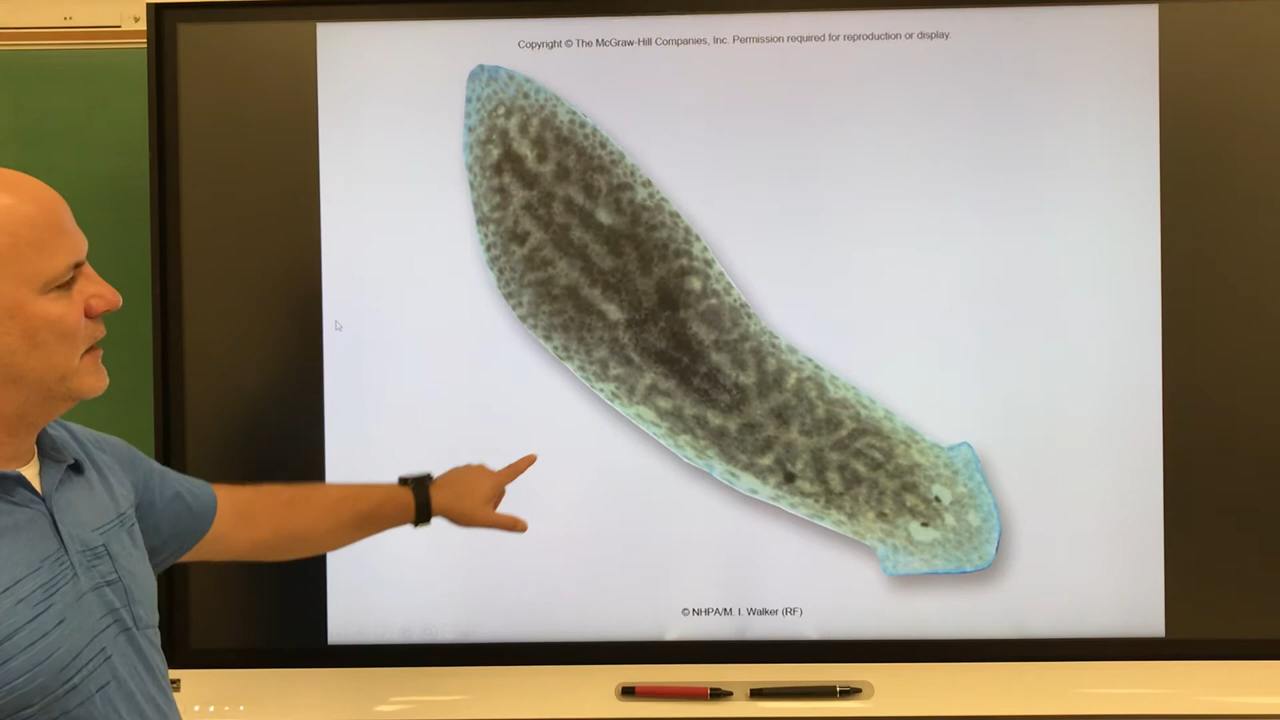 Copyright © The McGraw-Hill Companies, Inc. Permission required for reproduction or display.
© NHPA/M. I. Walker (RF)